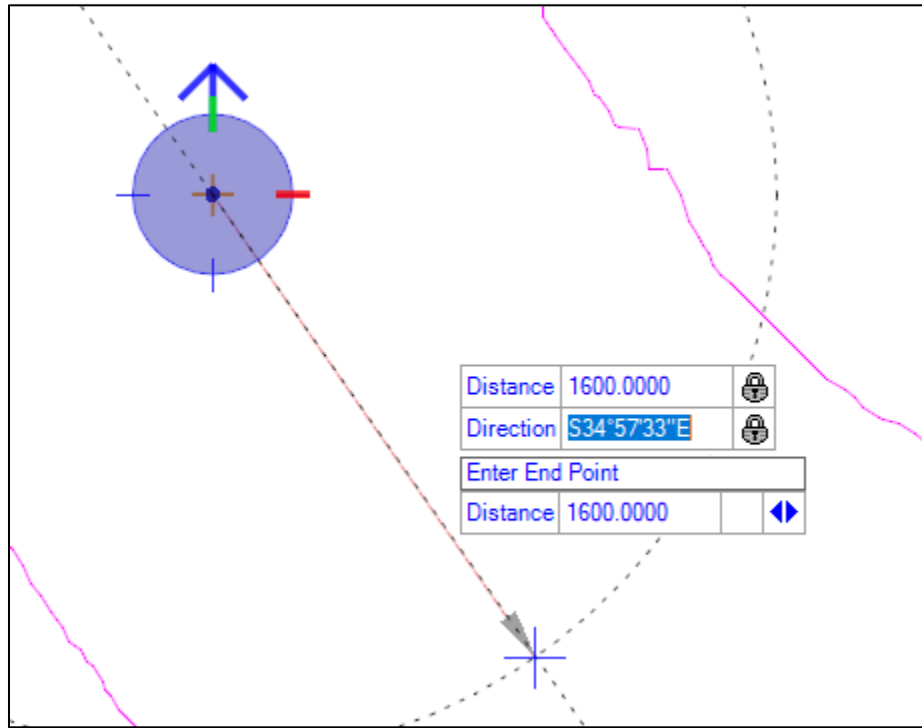 Distance 1600.0000
Direction S34°57'33"E
Enter End Point
Distance 1600.0000